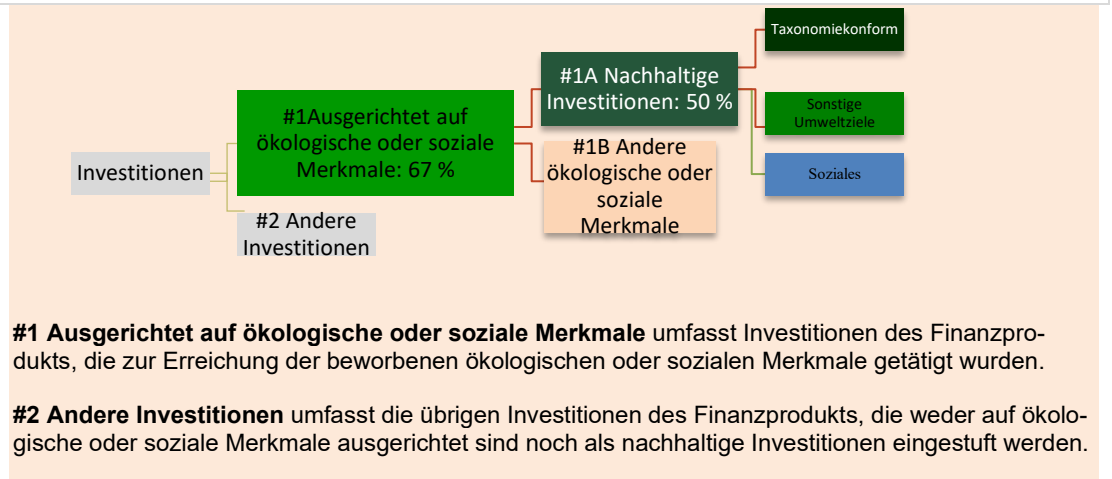 Investitionen
#1Ausgerichtet auf
ökologische oder soziale
Merkmale: 67 %
#2 Andere
Investitionen
#1A Nachhaltige
Investitionen: 50 %
#1B Andere
ökologische oder
soziale
Merkmale
Taxonomiekonform
Sonstige
Umweltziele
Soziales
#1 Ausgerichtet auf ökologische oder soziale Merkmale umfasst Investitionen des Finanzpro-
dukts, die zur Erreichung der beworbenen ökologischen oder sozialen Merkmale getätigt wurden.
#2 Andere Investitionen umfasst die übrigen Investitionen des Finanzprodukts, die weder auf ökolo-
gische oder soziale Merkmale ausgerichtet sind noch als nachhaltige Investitionen eingestuft werden.